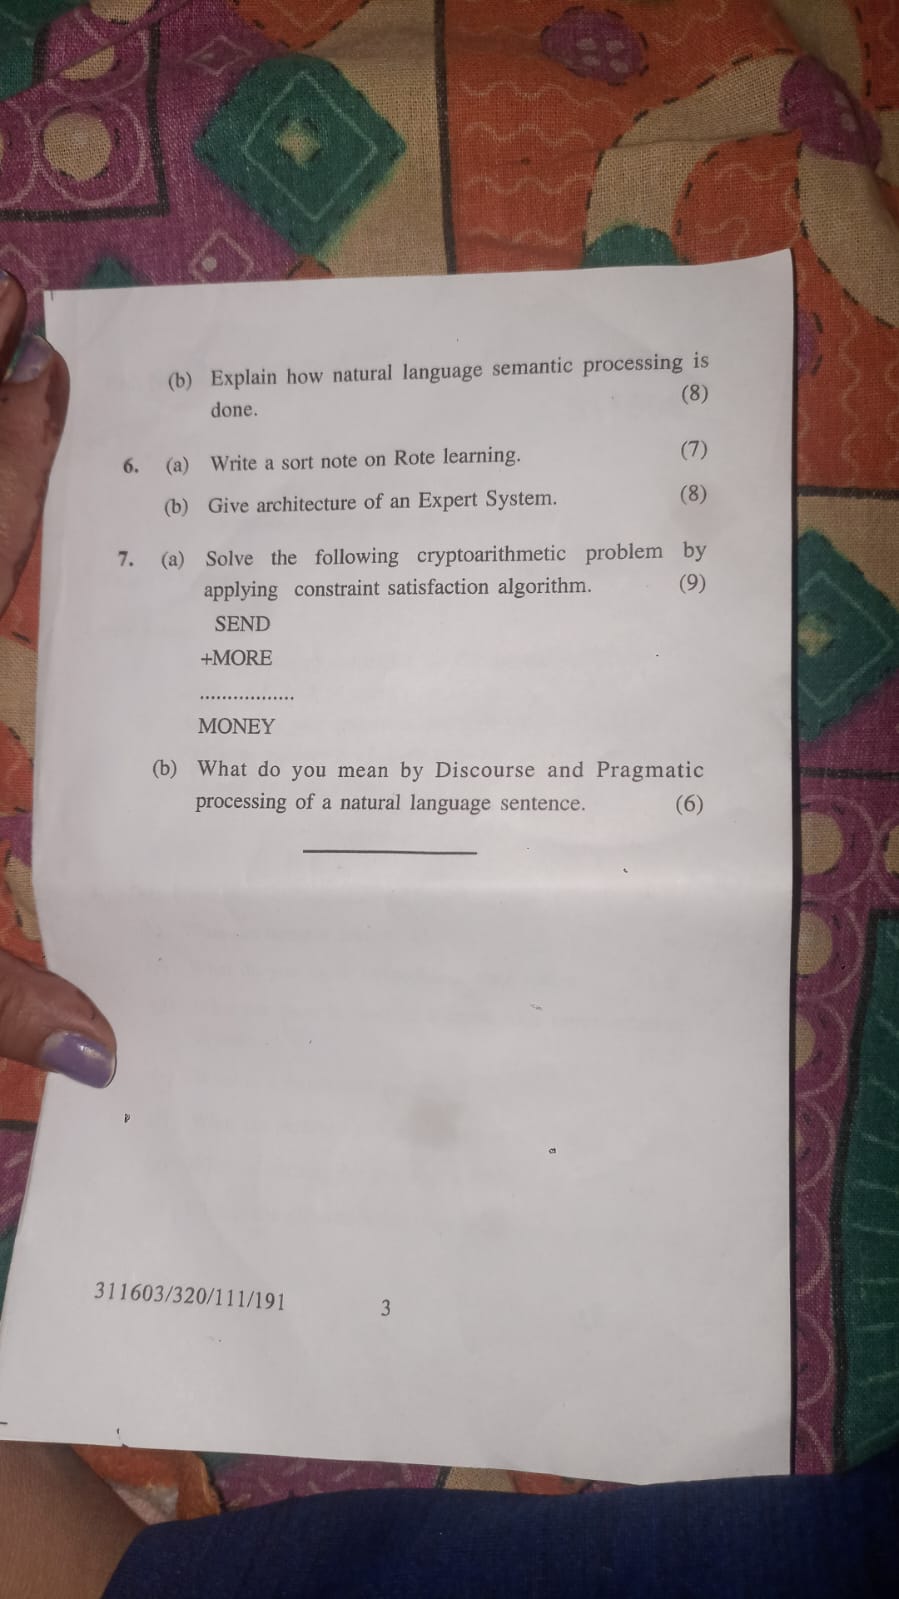 (b) Explain how natural language semantic processing is
done. (8)
6. (a) Write a sort note on Rote learning. (7)
(b) Give architecture of an Expert System. (8)
7. (a) Solve the following cryptoarithmetic problem by
applying constraint satisfaction algorithm. (9)
SEND
+MORE
.................
MONEY
(b) What do you mean by Discourse and Pragmatic
processing of a natural language sentence. (6)
311603/320/111/191 3